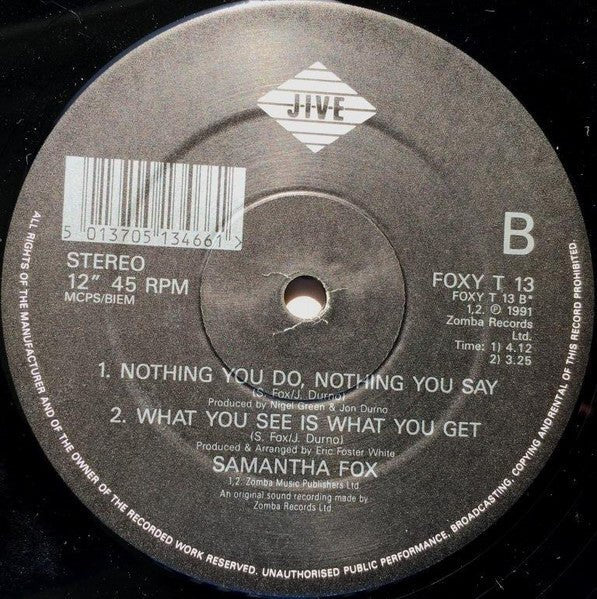 J·I·V·E
5 013705 134661 >
STEREO
12" 45 RPM
MCPS/BIEM
B
FOXY T 13
FOXY T 13 B*
1,2. ℗ 1991
Zomba Records
Ltd.
Time: 1) 4.12
2) 3.25
1. NOTHING YOU DO, NOTHING YOU SAY
(S. Fox/J. Durno)
Produced by Nigel Green & Jon Durno
2. WHAT YOU SEE IS WHAT YOU GET
(S. Fox/J. Durno)
Produced & Arranged by Eric Foster White
SAMANTHA FOX
1,2. Zomba Music Publishers Ltd.
An original sound recording made by
Zomba Records Ltd.
ALL RIGHTS OF THE MANUFACTURER AND OF THE OWNER OF THE RECORDED WORK RESERVED. UNAUTHORISED PUBLIC PERFORMANCE, BROADCASTING, COPYING AND RENTAL OF THIS RECORD PROHIBITED.